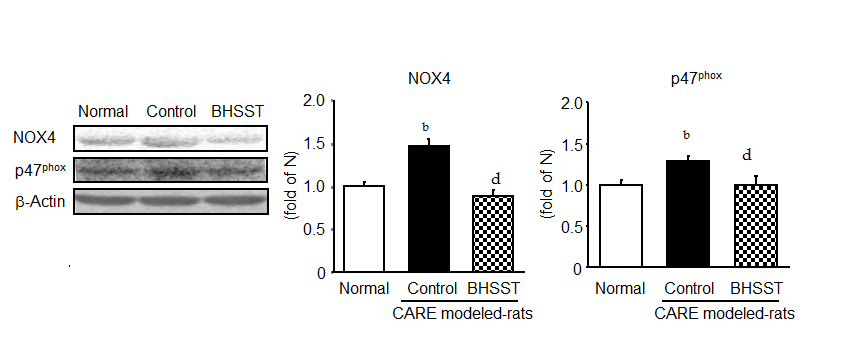 Normal Control BHSST
NOX4
p47phox
β-Actin
NOX4
2.0
1.5
1.0
0.5
0
(fold of N)
b
d
Normal Control BHSST
CARE modeled-rats
p47phox
2.0
1.5
1.0
0.5
0
(fold of N)
b
d
Normal Control BHSST
CARE modeled-rats